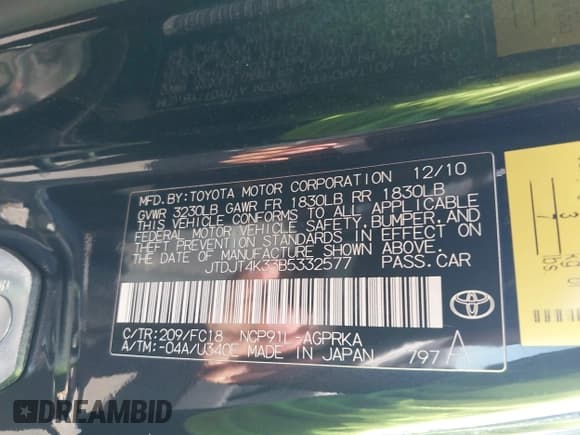 MFD.BY:TOYOTA MOTOR CORPORATION 12/10
GVWR 3230LB GAWR FR 1830LB RR 1830LB
THIS VEHICLE CONFORMS TO ALL APPLICABLE
FEDERAL MOTOR VEHICLE SAFETY, BUMPER, AND
THEFT PREVENTION STANDARDS IN EFFECT ON
THE DATE OF MANUFACTURE SHOWN ABOVE.
JTDJT4K33B5332577 PASS.CAR
C/TR:209/FC18 NCP91L-AGPRKA
A/TM:-04A/U340E MADE IN JAPAN /97 A
DREAMBID